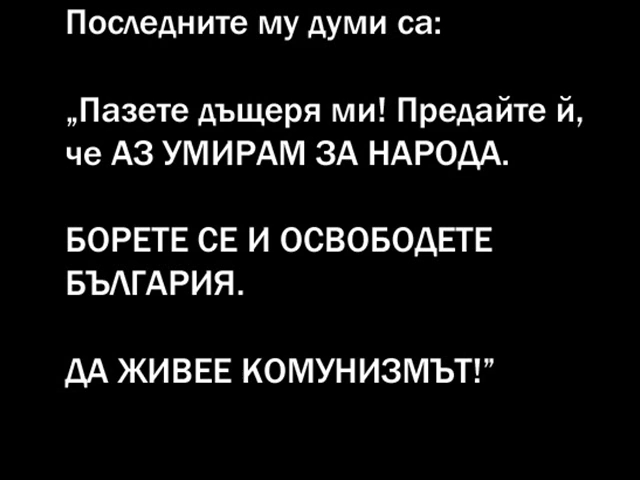 Последните му думи са:
„Пазете дъщеря ми! Предайте ѝ,
че АЗ УМИРАМ ЗА НАРОДА.
БОРЕТЕ СЕ И ОСВОБОДЕТЕ
БЪЛГАРИЯ.
ДА ЖИВЕЕ КОМУНИЗМЪТ!”